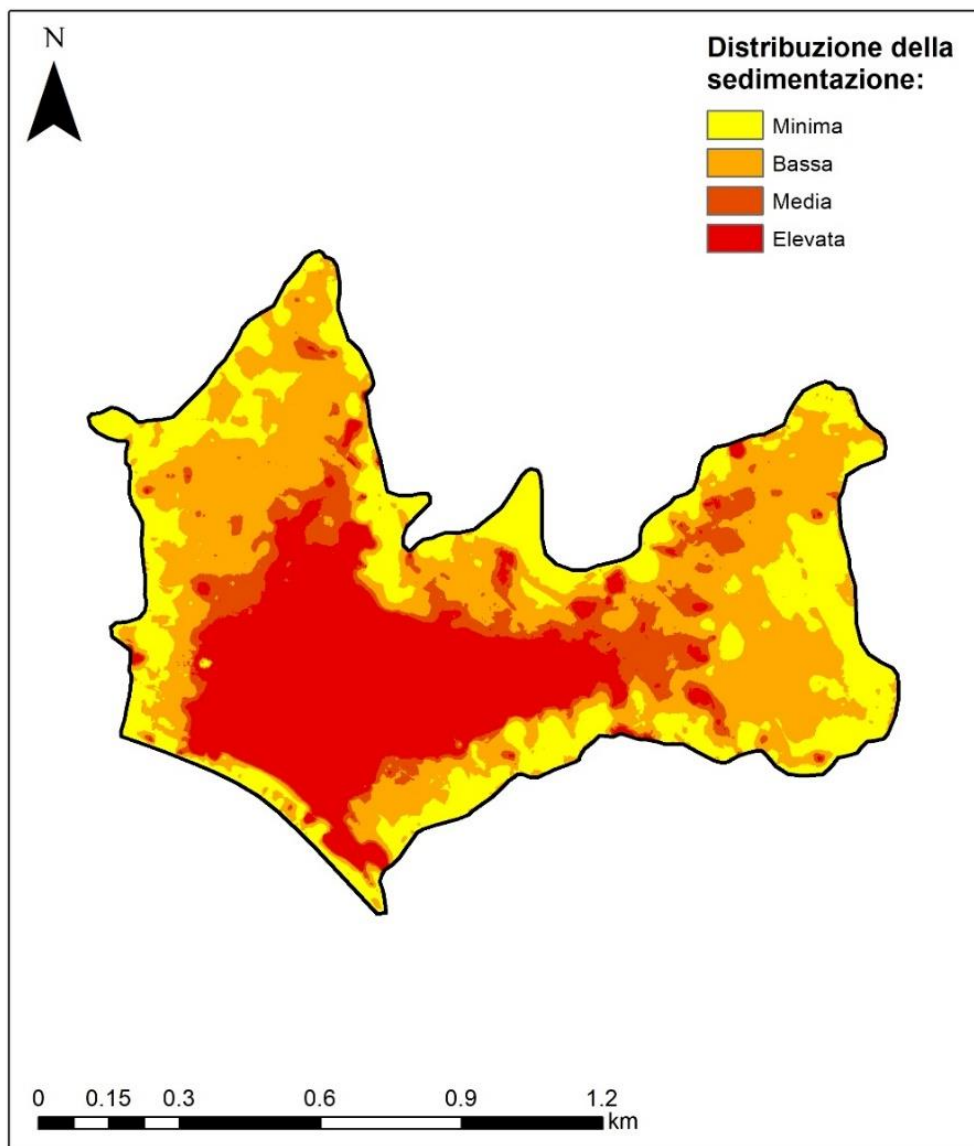 N
Distribuzione della
sedimentazione:
Minima
Bassa
Media
Elevata
0 0.15 0.3 0.6 0.9 1.2
km